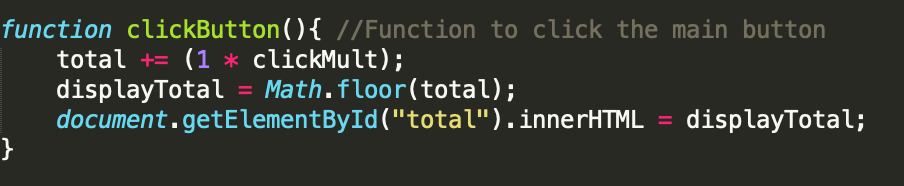 function clickButton(){ //Function to click the main button
    total += (1 * clickMult);
    displayTotal = Math.floor(total);
    document.getElementById("total").innerHTML = displayTotal;
}